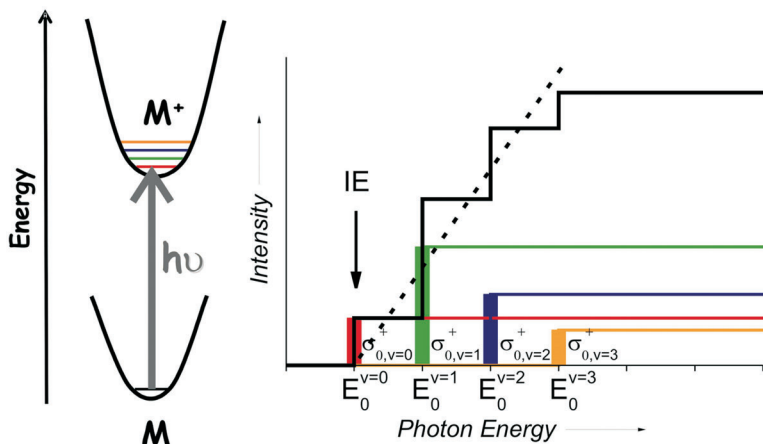 Energy
M⁺
hυ
M
Intensity
IE
σ⁺₀,ᵥ₌₀
σ⁺₀,ᵥ₌₁
σ⁺₀,ᵥ₌₂
σ⁺₀,ᵥ₌₃
E₀ᵛ⁼⁰
E₀ᵛ⁼¹
E₀ᵛ⁼²
E₀ᵛ⁼³
Photon Energy